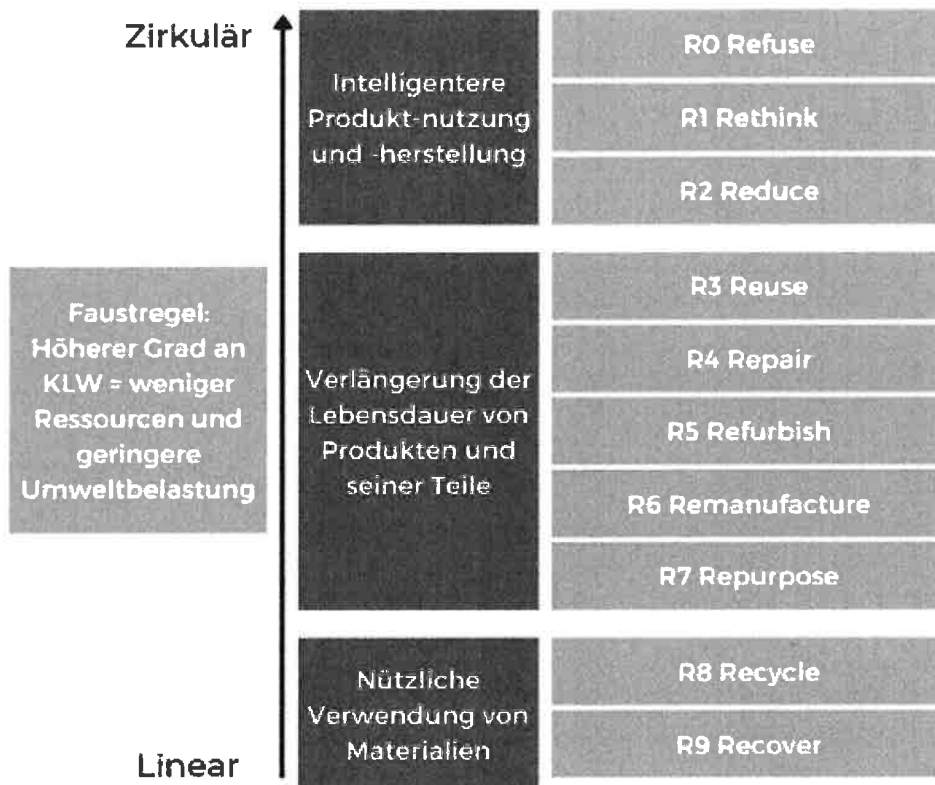 Zirkulär
Intelligentere
Produkt-nutzung
und -herstellung
R0 Refuse
R1 Rethink
R2 Reduce
Faustregel:
Höherer Grad an
KLW = weniger
Ressourcen und
geringere
Umweltbelastung
Verlängerung der
Lebensdauer von
Produkten und
seiner Teile
R3 Reuse
R4 Repair
R5 Refurbish
R6 Remanufacture
R7 Repurpose
Nützliche
Verwendung von
Materialien
R8 Recycle
R9 Recover
Linear